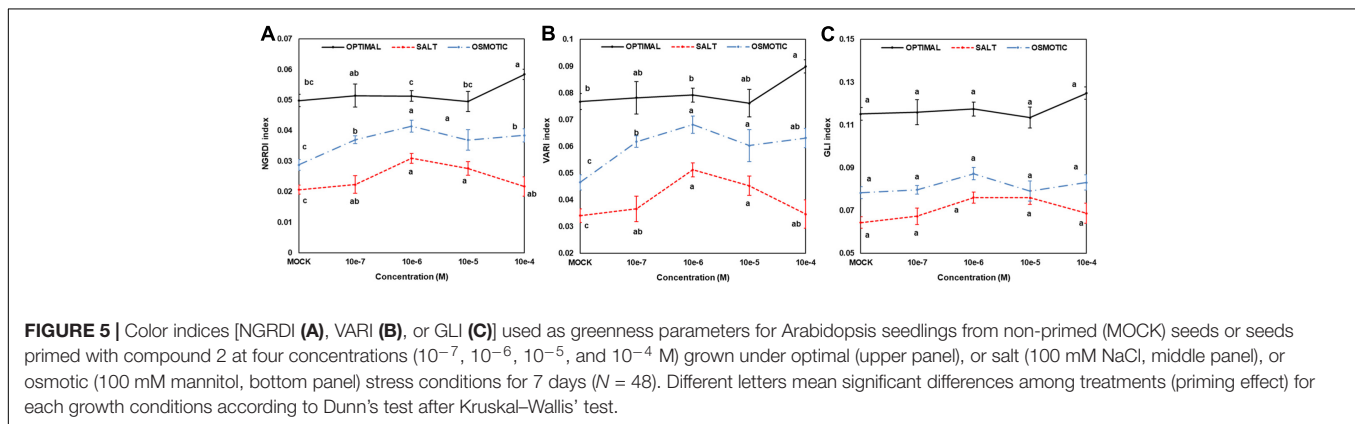 A
OPTIMAL SALT OSMOTIC
0.07
0.06
0.05
0.04
0.03
0.02
0.01
0
NGRDI index
bc ab c bc a
c b a a b
c ab a a ab
MOCK 10e-7 10e-6 10e-5 10e-4
Concentration (M)
B
OPTIMAL SALT OSMOTIC
0.1
0.09
0.08
0.07
0.06
0.05
0.04
0.03
0.02
VARI index
b ab b ab a
c b a a ab
c ab a a ab
MOCK 10e-7 10e-6 10e-5 10e-4
Concentration (M)
C
OPTIMAL SALT OSMOTIC
0.15
0.13
0.11
0.09
0.07
0.05
GLI index
a a a a a
a a a a a
a a a a a
MOCK 10e-7 10e-6 10e-5 10e-4
Concentration (M)
FIGURE 5 | Color indices [NGRDI (A), VARI (B), or GLI (C)] used as greenness parameters for Arabidopsis seedlings from non-primed (MOCK) seeds or seeds
primed with compound 2 at four concentrations (10⁻⁷, 10⁻⁶, 10⁻⁵, and 10⁻⁴ M) grown under optimal (upper panel), or salt (100 mM NaCl, middle panel), or
osmotic (100 mM mannitol, bottom panel) stress conditions for 7 days (N = 48). Different letters mean significant differences among treatments (priming effect) for
each growth conditions according to Dunn's test after Kruskal–Wallis' test.